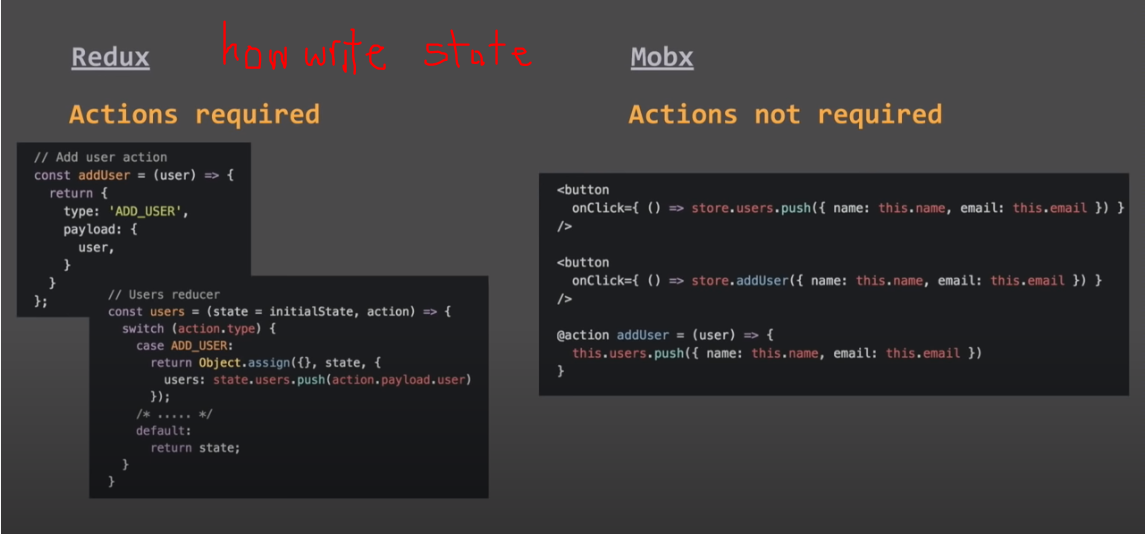 Redux
how write state
Mobx
Actions required
Actions not required
// Add user action
const addUser = (user) => {
return {
type: 'ADD_USER',
payload: {
user,
}
}
};
// Users reducer
const users = (state = initialState, action) => {
switch (action.type) {
case ADD_USER:
return Object.assign({}, state, {
users: state.users.push(action.payload.user)
});
/* ..... */
default:
return state;
}
}
<button
onClick={ () => store.users.push({ name: this.name, email: this.email }) }
/>
<button
onClick={ () => store.addUser({ name: this.name, email: this.email }) }
/>
@action addUser = (user) => {
this.users.push({ name: this.name, email: this.email })
}